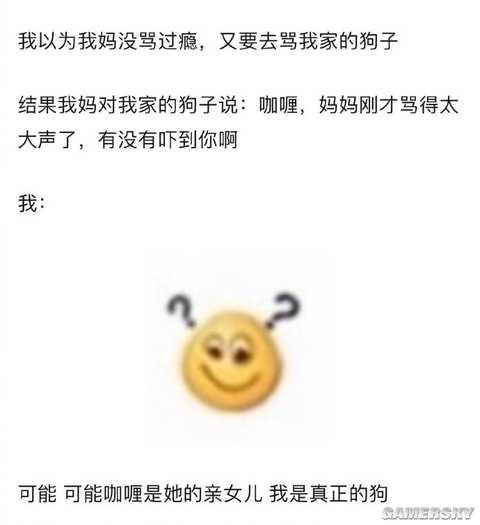 我以为我妈没骂过瘾，又要去骂我家的狗子
结果我妈对我家的狗子说：咖喱，妈妈刚才骂得太
大声了，有没有吓到你啊
我：
? ?
可能 可能咖喱是她的亲女儿 我是真正的狗
GAMERSKY